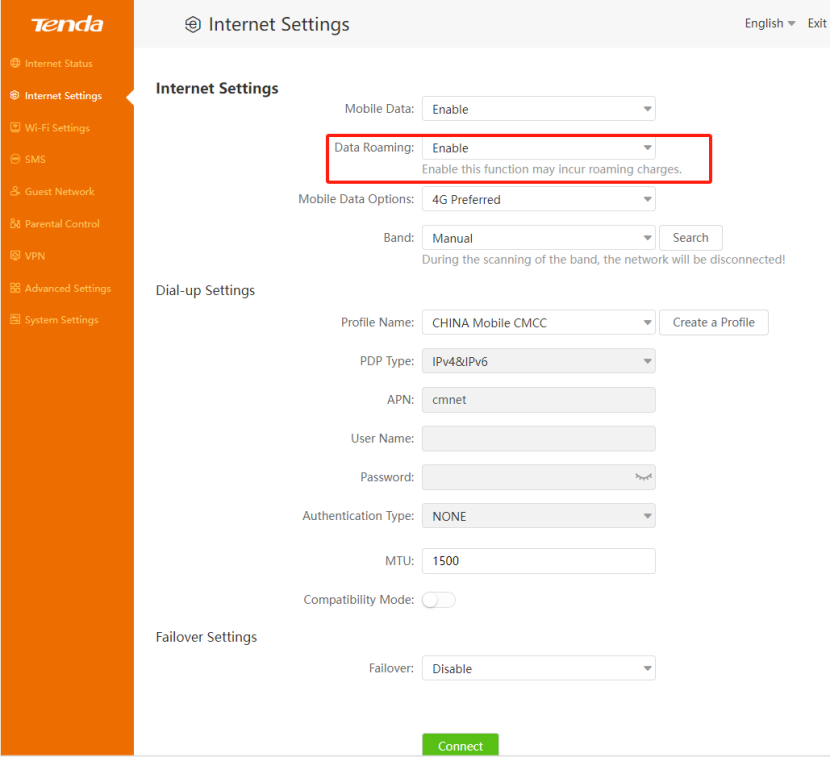 Tenda
Internet Settings
English
Exit
Internet Status
Internet Settings
Wi-Fi Settings
SMS
Guest Network
Parental Control
VPN
Advanced Settings
System Settings
Internet Settings
Mobile Data: Enable
Data Roaming: Enable
Enable this function may incur roaming charges.
Mobile Data Options: 4G Preferred
Band: Manual Search
During the scanning of the band, the network will be disconnected!
Dial-up Settings
Profile Name: CHINA Mobile CMCC Create a Profile
PDP Type: IPv4&IPv6
APN: cmnet
User Name:
Password:
Authentication Type: NONE
MTU: 1500
Compatibility Mode:
Failover Settings
Failover: Disable
Connect